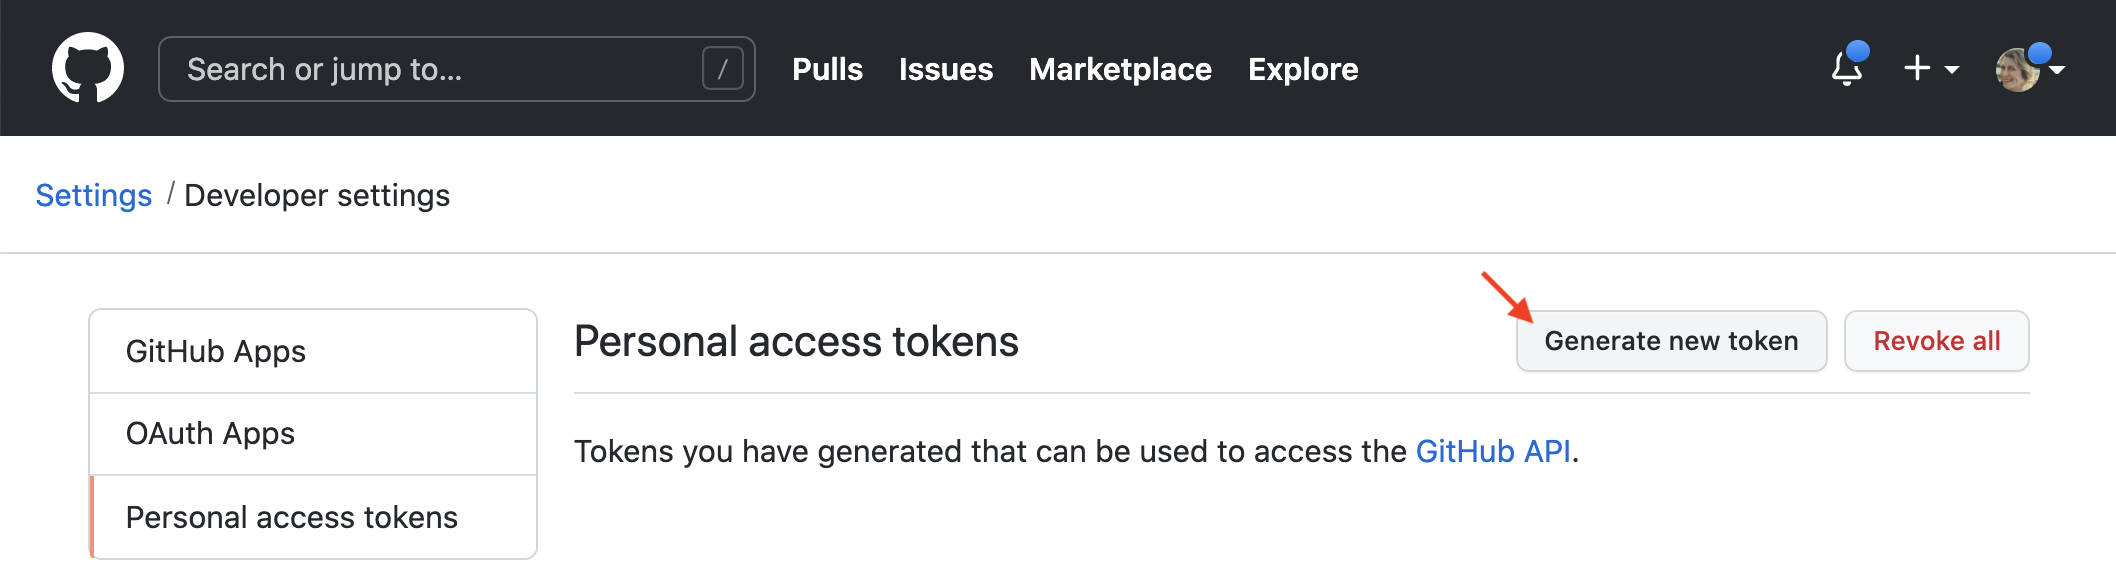 Search or jump to... /
Pulls Issues Marketplace Explore
Settings / Developer settings
GitHub Apps
OAuth Apps
Personal access tokens
Personal access tokens
Generate new token
Revoke all
Tokens you have generated that can be used to access the GitHub API.